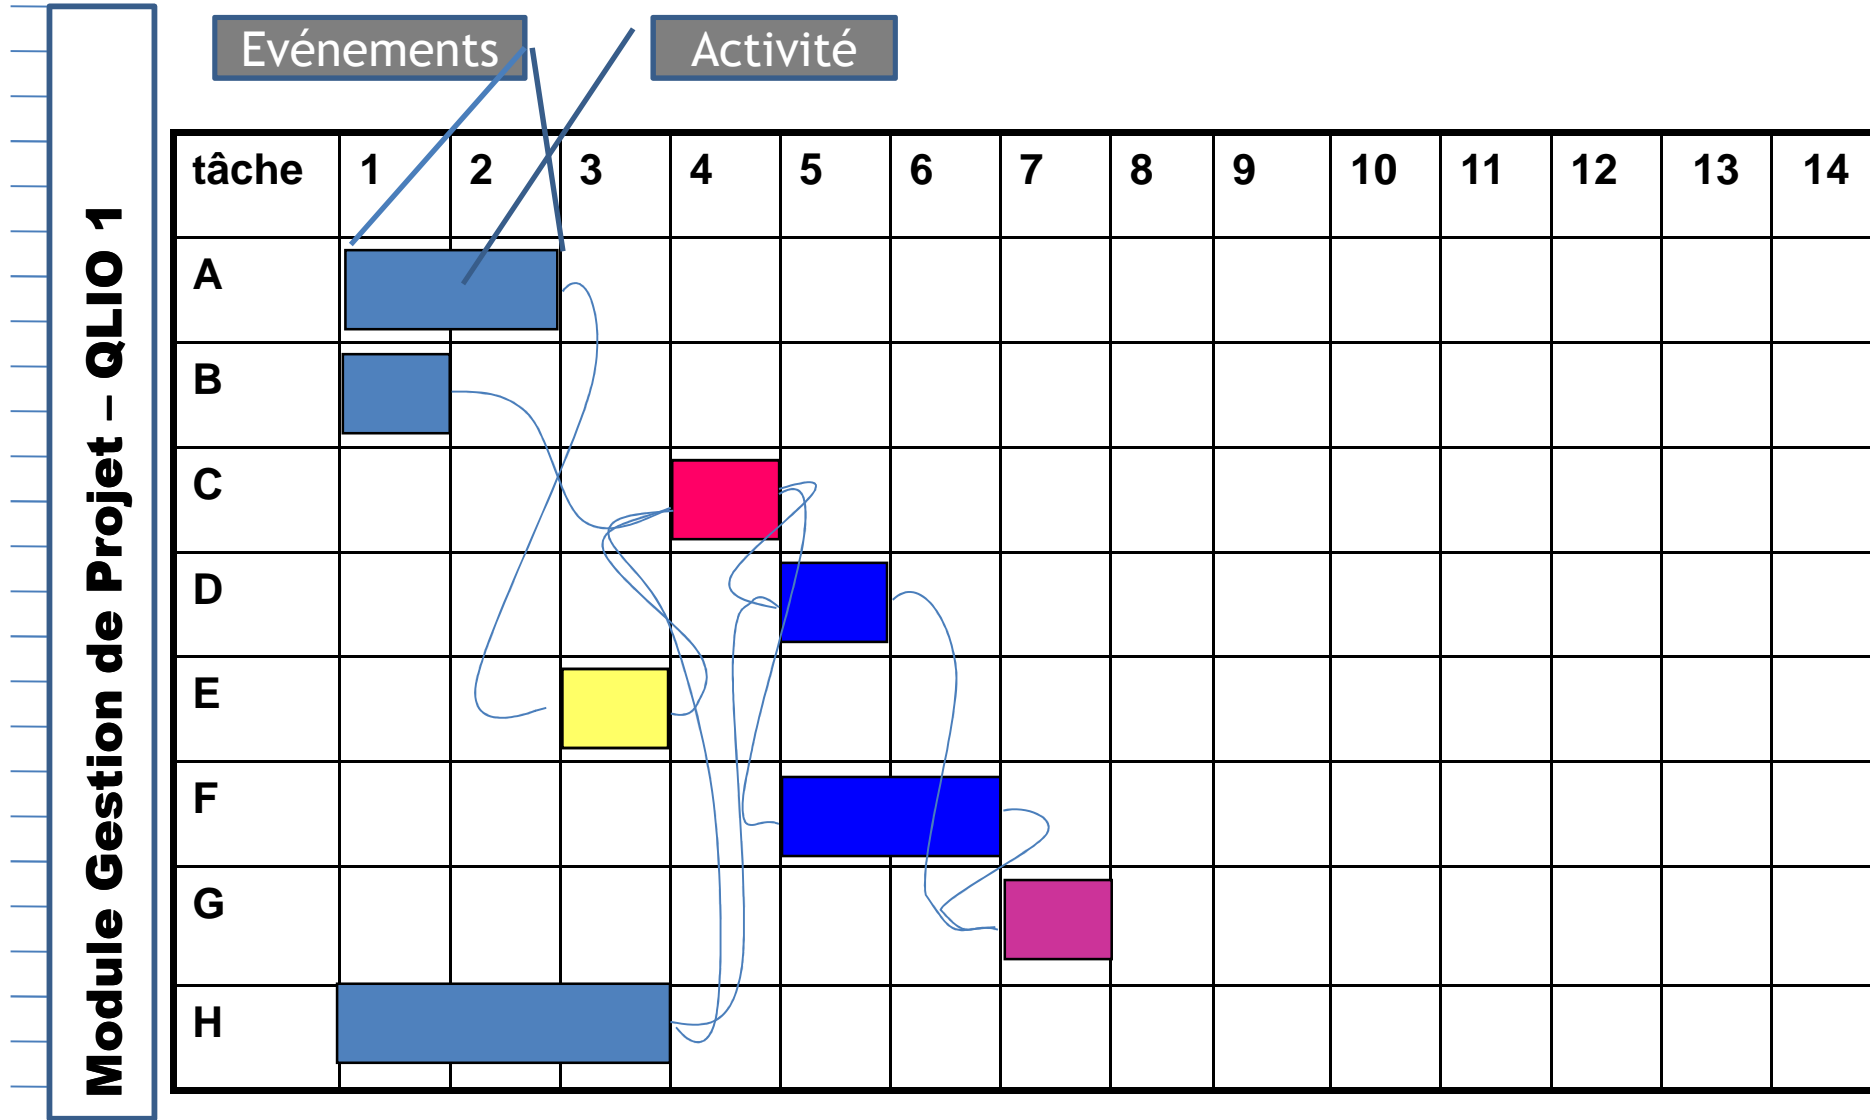 Evénements
Activité
Module Gestion de Projet – QLIO 1
tâche 1 2 3 4 5 6 7 8 9 10 11 12 13 14
A
B
C
D
E
F
G
H